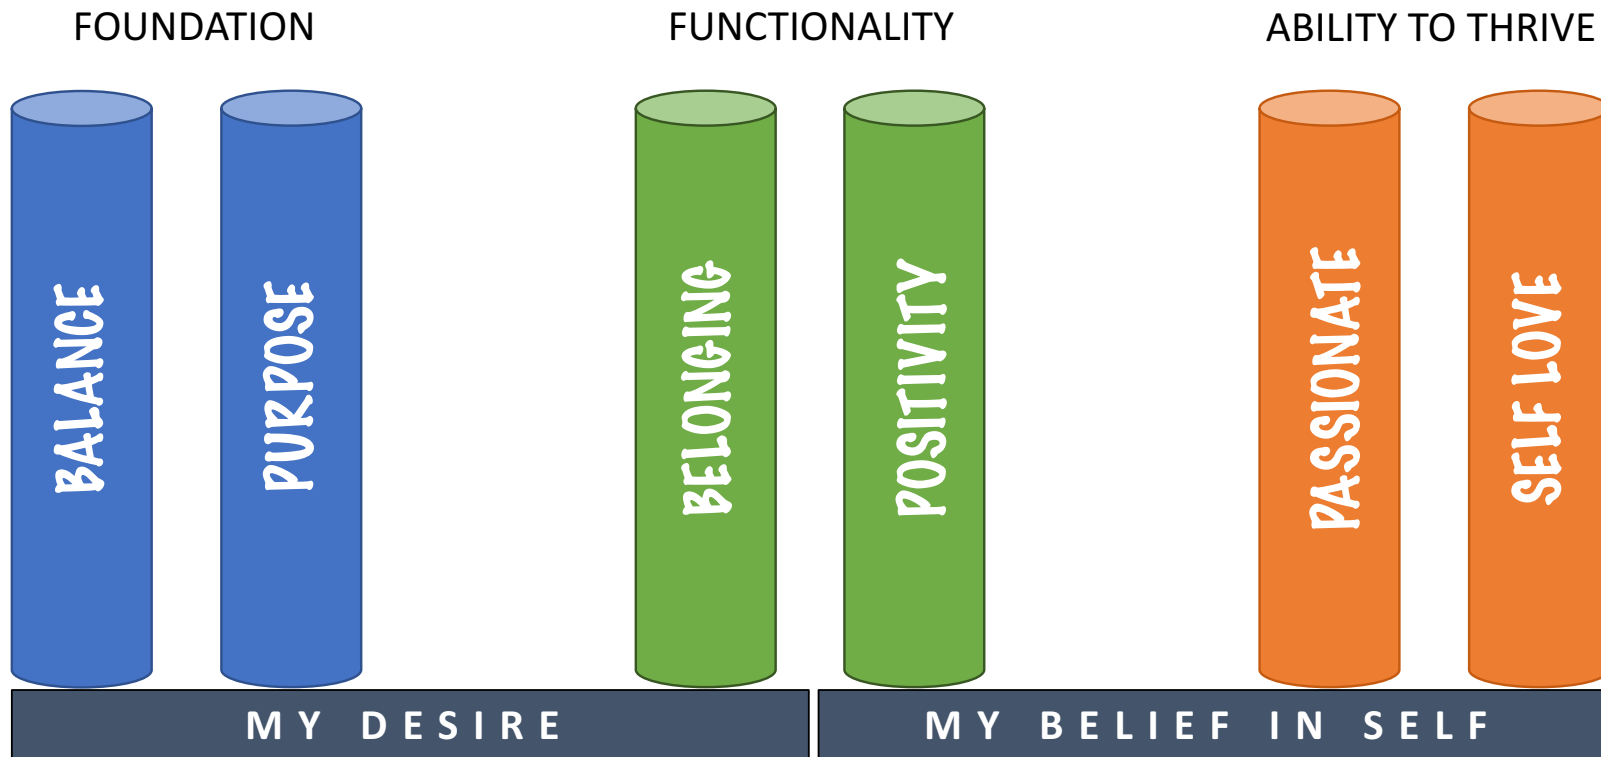 FOUNDATION
FUNCTIONALITY
ABILITY TO THRIVE
BALANCE
PURPOSE
BELONGING
POSITIVITY
PASSIONATE
SELF LOVE
MY DESIRE
MY BELIEF IN SELF